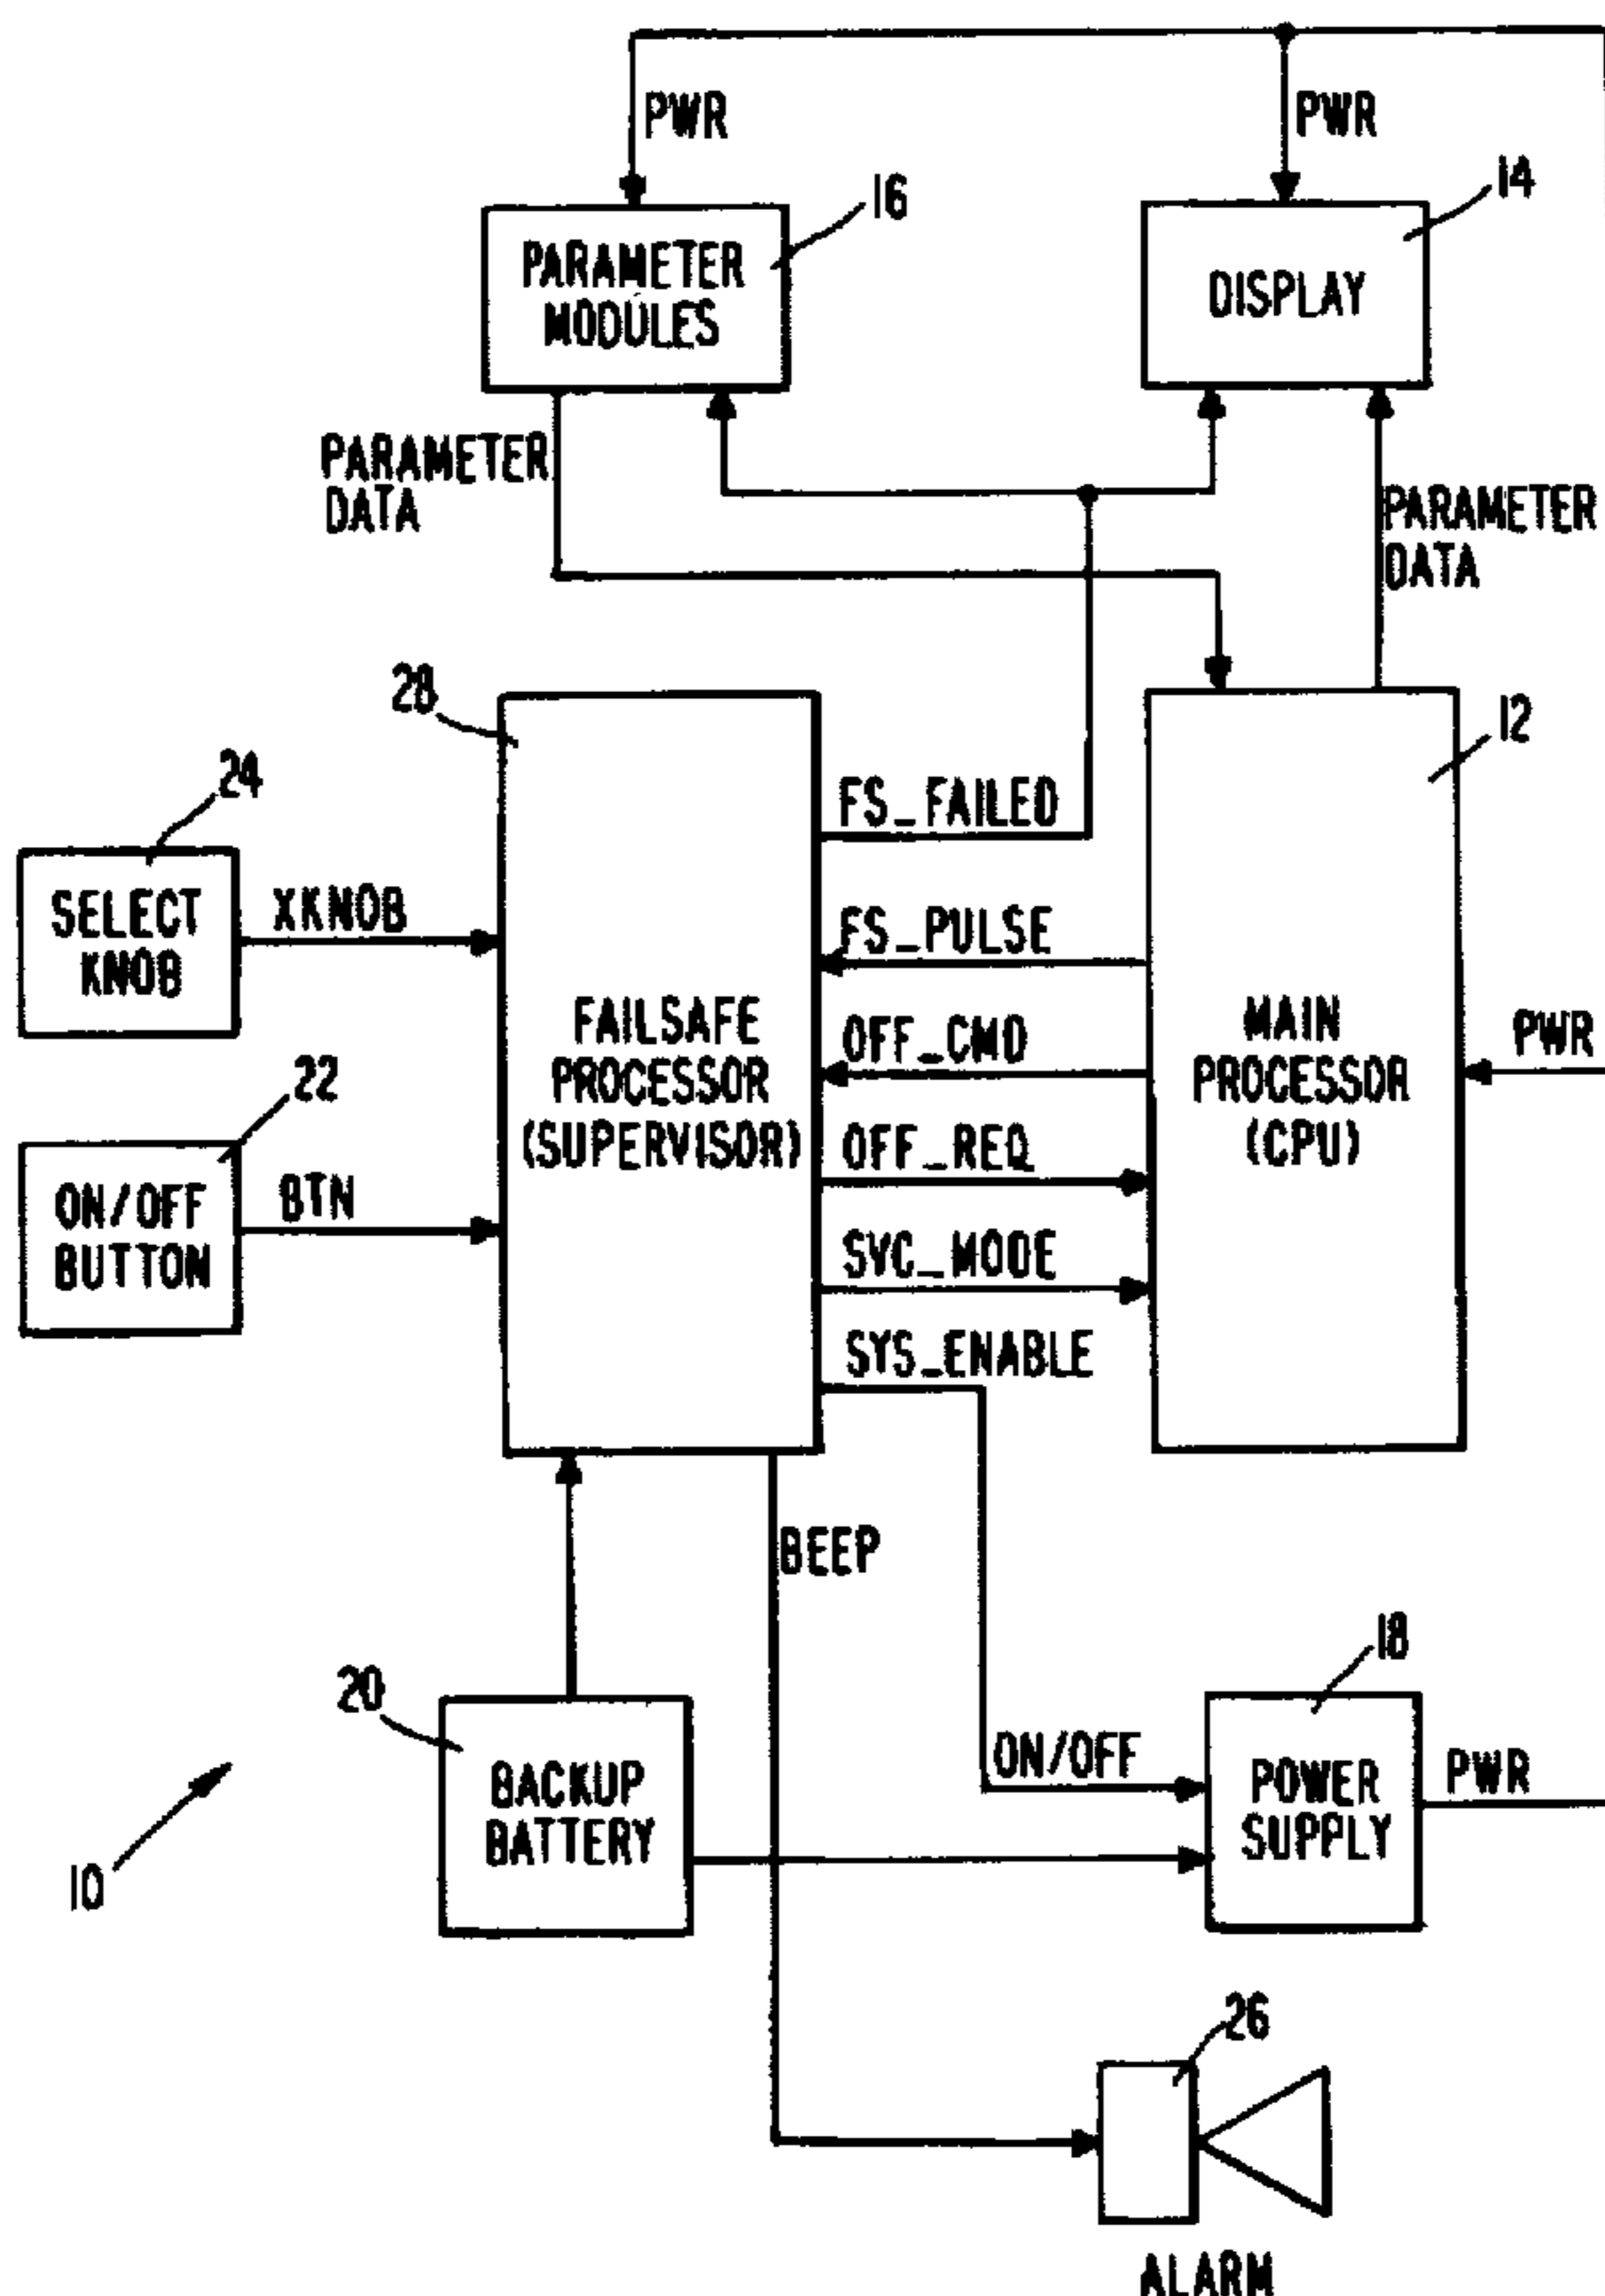 PWR
PWR
16
14
PARAMETER
MODULES
DISPLAY
PARAMETER
DATA
PARAMETER
DATA
28
12
24
FS_FAILED
SELECT
KNOB
XKNOB
FS_PULSE
FAILSAFE
PROCESSOR
(SUPERVISOR)
OFF_CMD
MAIN
PROCESSOR
(CPU)
PWR
22
OFF_REQ
ON/OFF
BUTTON
BTN
SVC_MODE
SYS_ENABLE
BEEP
18
20
ON/OFF
BACKUP
BATTERY
POWER
SUPPLY
PWR
10
26
ALARM